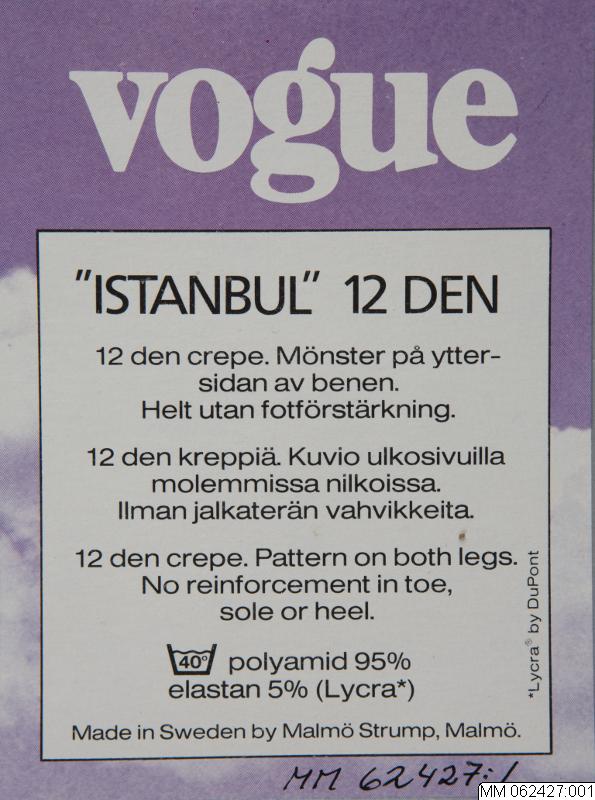 vogue
"ISTANBUL" 12 DEN
12 den crepe. Mönster på ytter-
sidan av benen.
Helt utan fotförstärkning.
12 den kreppiä. Kuvio ulkosivuilla
molemmissa nilkoissa.
Ilman jalkaterän vahvikkeita.
12 den crepe. Pattern on both legs.
No reinforcement in toe,
sole or heel.
40° polyamid 95%
elastan 5% (Lycra*)
*Lycra® by DuPont
Made in Sweden by Malmö Strump, Malmö.
MM 62427:1
MM 062427:001